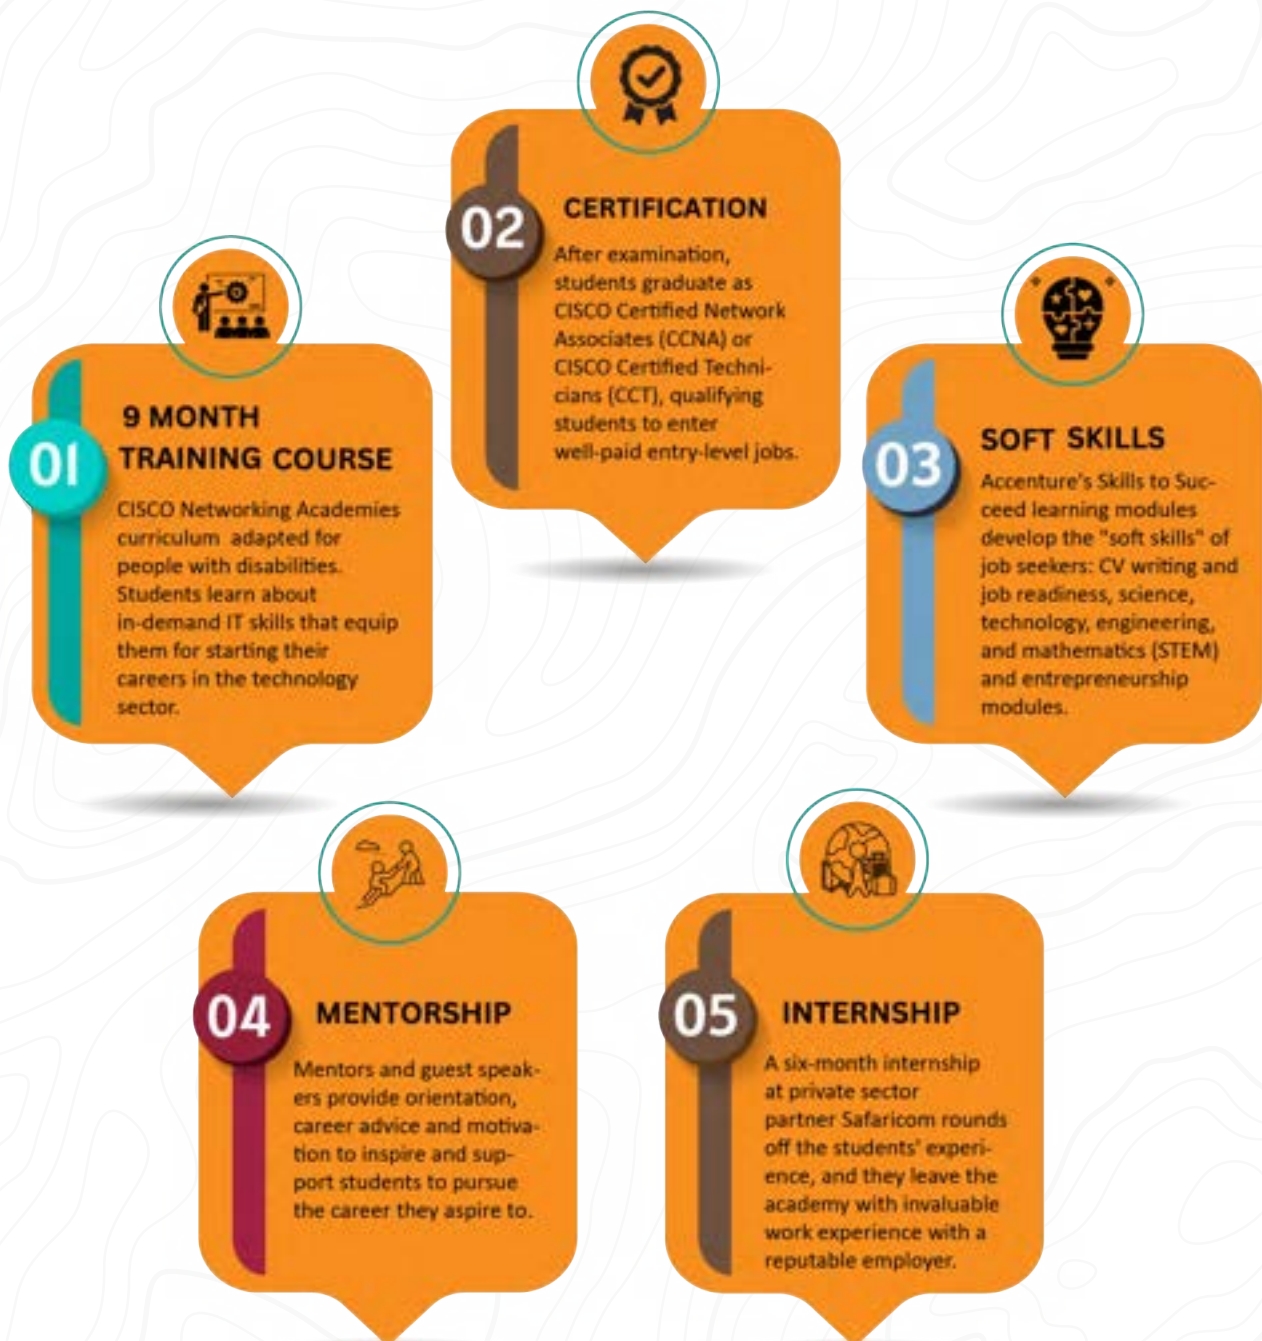 01
9 MONTH
TRAINING COURSE
CISCO Networking Academies
curriculum adapted for
people with disabilities.
Students learn about
in-demand IT skills that equip
them for starting their
careers in the technology
sector.
02
CERTIFICATION
After examination,
students graduate as
CISCO Certified Network
Associates (CCNA) or
CISCO Certified Techni-
cians (CCT), qualifying
students to enter
well-paid entry-level jobs.
03
SOFT SKILLS
Accenture's Skills to Suc-
ceed learning modules
develop the "soft skills" of
job seekers: CV writing and
job readiness, science,
technology, engineering,
and mathematics (STEM)
and entrepreneurship
modules.
04
MENTORSHIP
Mentors and guest speak-
ers provide orientation,
career advice and motiva-
tion to inspire and sup-
port students to pursue
the career they aspire to.
05
INTERNSHIP
A six-month internship
at private sector
partner Safaricom rounds
off the students' experi-
ence, and they leave the
academy with invaluable
work experience with a
reputable employer.